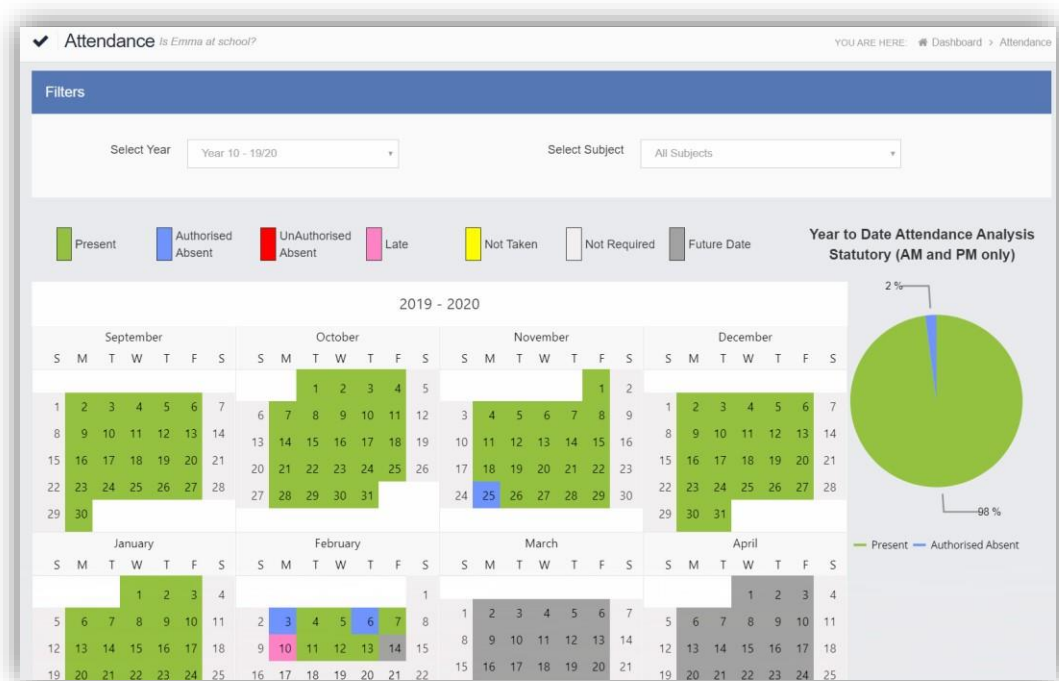 Attendance Is Emma at school?
YOU ARE HERE: Dashboard > Attendance
Filters
Select Year Year 10 - 19/20 Select Subject All Subjects
Present
Authorised Absent
UnAuthorised Absent
Late
Not Taken
Not Required
Future Date
Year to Date Attendance Analysis
Statutory (AM and PM only)
2 %
98 %
Present Authorised Absent
2019 - 2020
September
S M T W T F S
1 2 3 4 5 6 7
8 9 10 11 12 13 14
15 16 17 18 19 20 21
22 23 24 25 26 27 28
29 30
October
S M T W T F S
1 2 3 4 5
6 7 8 9 10 11 12
13 14 15 16 17 18 19
20 21 22 23 24 25 26
27 28 29 30 31
November
S M T W T F S
1 2
3 4 5 6 7 8 9
10 11 12 13 14 15 16
17 18 19 20 21 22 23
24 25 26 27 28 29 30
December
S M T W T F S
1 2 3 4 5 6 7
8 9 10 11 12 13 14
15 16 17 18 19 20 21
22 23 24 25 26 27 28
29 30 31
January
S M T W T F S
1 2 3 4
5 6 7 8 9 10 11
12 13 14 15 16 17 18
19 20 21 22 23 24 25
February
S M T W T F S
1
2 3 4 5 6 7 8
9 10 11 12 13 14 15
16 17 18 19 20 21 22
March
S M T W T F S
1 2 3 4 5 6 7
8 9 10 11 12 13 14
15 16 17 18 19 20 21
April
S M T W T F S
1 2 3 4
5 6 7 8 9 10 11
12 13 14 15 16 17 18
19 20 21 22 23 24 25